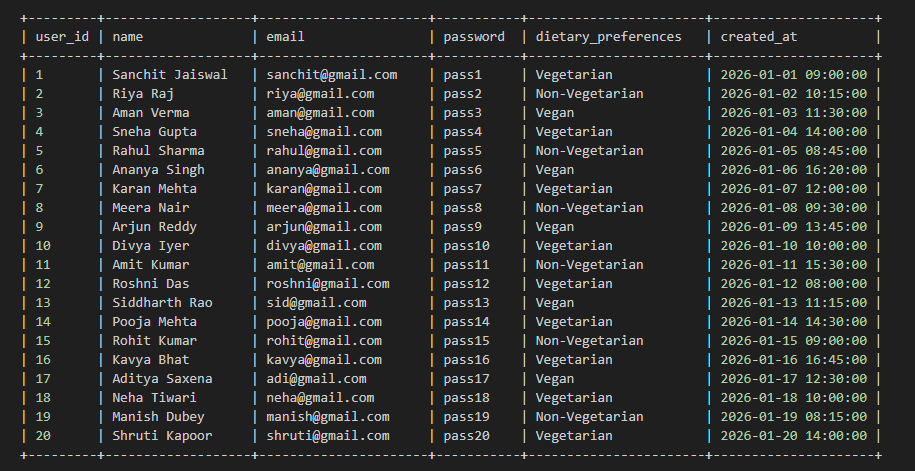 +---------+------------------+--------------------+----------+---------------------+---------------------+
| user_id | name             | email              | password | dietary_preferences | created_at          |
+---------+------------------+--------------------+----------+---------------------+---------------------+
| 1       | Sanchit Jaiswal  | sanchit@gmail.com  | pass1    | Vegetarian          | 2026-01-01 09:00:00 |
| 2       | Riya Raj         | riya@gmail.com     | pass2    | Non-Vegetarian      | 2026-01-02 10:15:00 |
| 3       | Aman Verma       | aman@gmail.com     | pass3    | Vegan               | 2026-01-03 11:30:00 |
| 4       | Sneha Gupta      | sneha@gmail.com    | pass4    | Vegetarian          | 2026-01-04 14:00:00 |
| 5       | Rahul Sharma     | rahul@gmail.com    | pass5    | Non-Vegetarian      | 2026-01-05 08:45:00 |
| 6       | Ananya Singh     | ananya@gmail.com   | pass6    | Vegan               | 2026-01-06 16:20:00 |
| 7       | Karan Mehta      | karan@gmail.com    | pass7    | Vegetarian          | 2026-01-07 12:00:00 |
| 8       | Meera Nair       | meera@gmail.com    | pass8    | Non-Vegetarian      | 2026-01-08 09:30:00 |
| 9       | Arjun Reddy      | arjun@gmail.com    | pass9    | Vegan               | 2026-01-09 13:45:00 |
| 10      | Divya Iyer       | divya@gmail.com    | pass10   | Vegetarian          | 2026-01-10 10:00:00 |
| 11      | Amit Kumar       | amit@gmail.com     | pass11   | Non-Vegetarian      | 2026-01-11 15:30:00 |
| 12      | Roshni Das       | roshni@gmail.com   | pass12   | Vegetarian          | 2026-01-12 08:00:00 |
| 13      | Siddharth Rao    | sid@gmail.com      | pass13   | Vegan               | 2026-01-13 11:15:00 |
| 14      | Pooja Mehta      | pooja@gmail.com    | pass14   | Vegetarian          | 2026-01-14 14:30:00 |
| 15      | Rohit Kumar      | rohit@gmail.com    | pass15   | Non-Vegetarian      | 2026-01-15 09:00:00 |
| 16      | Kavya Bhat       | kavya@gmail.com    | pass16   | Vegetarian          | 2026-01-16 16:45:00 |
| 17      | Aditya Saxena    | adi@gmail.com      | pass17   | Vegan               | 2026-01-17 12:30:00 |
| 18      | Neha Tiwari      | neha@gmail.com     | pass18   | Vegetarian          | 2026-01-18 10:00:00 |
| 19      | Manish Dubey     | manish@gmail.com   | pass19   | Non-Vegetarian      | 2026-01-19 08:15:00 |
| 20      | Shruti Kapoor    | shruti@gmail.com   | pass20   | Vegetarian          | 2026-01-20 14:00:00 |
+---------+------------------+--------------------+----------+---------------------+---------------------+